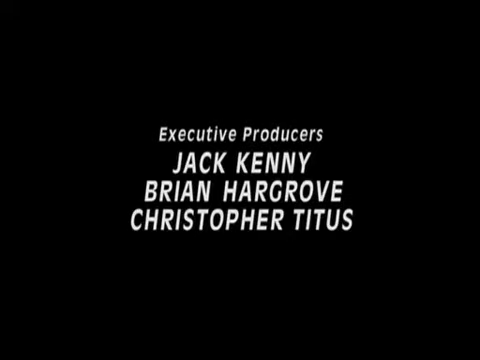 Executive Producers
JACK KENNY
BRIAN HARGROVE
CHRISTOPHER TITUS